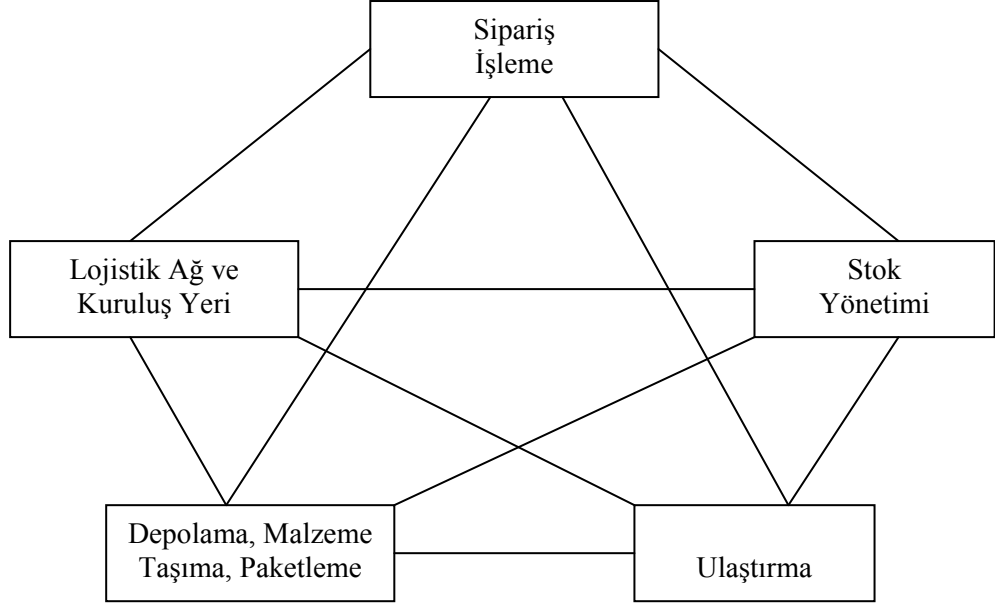 Sipariş
İşleme
Lojistik Ağ ve
Kuruluş Yeri
Stok
Yönetimi
Depolama, Malzeme
Taşıma, Paketleme
Ulaştırma